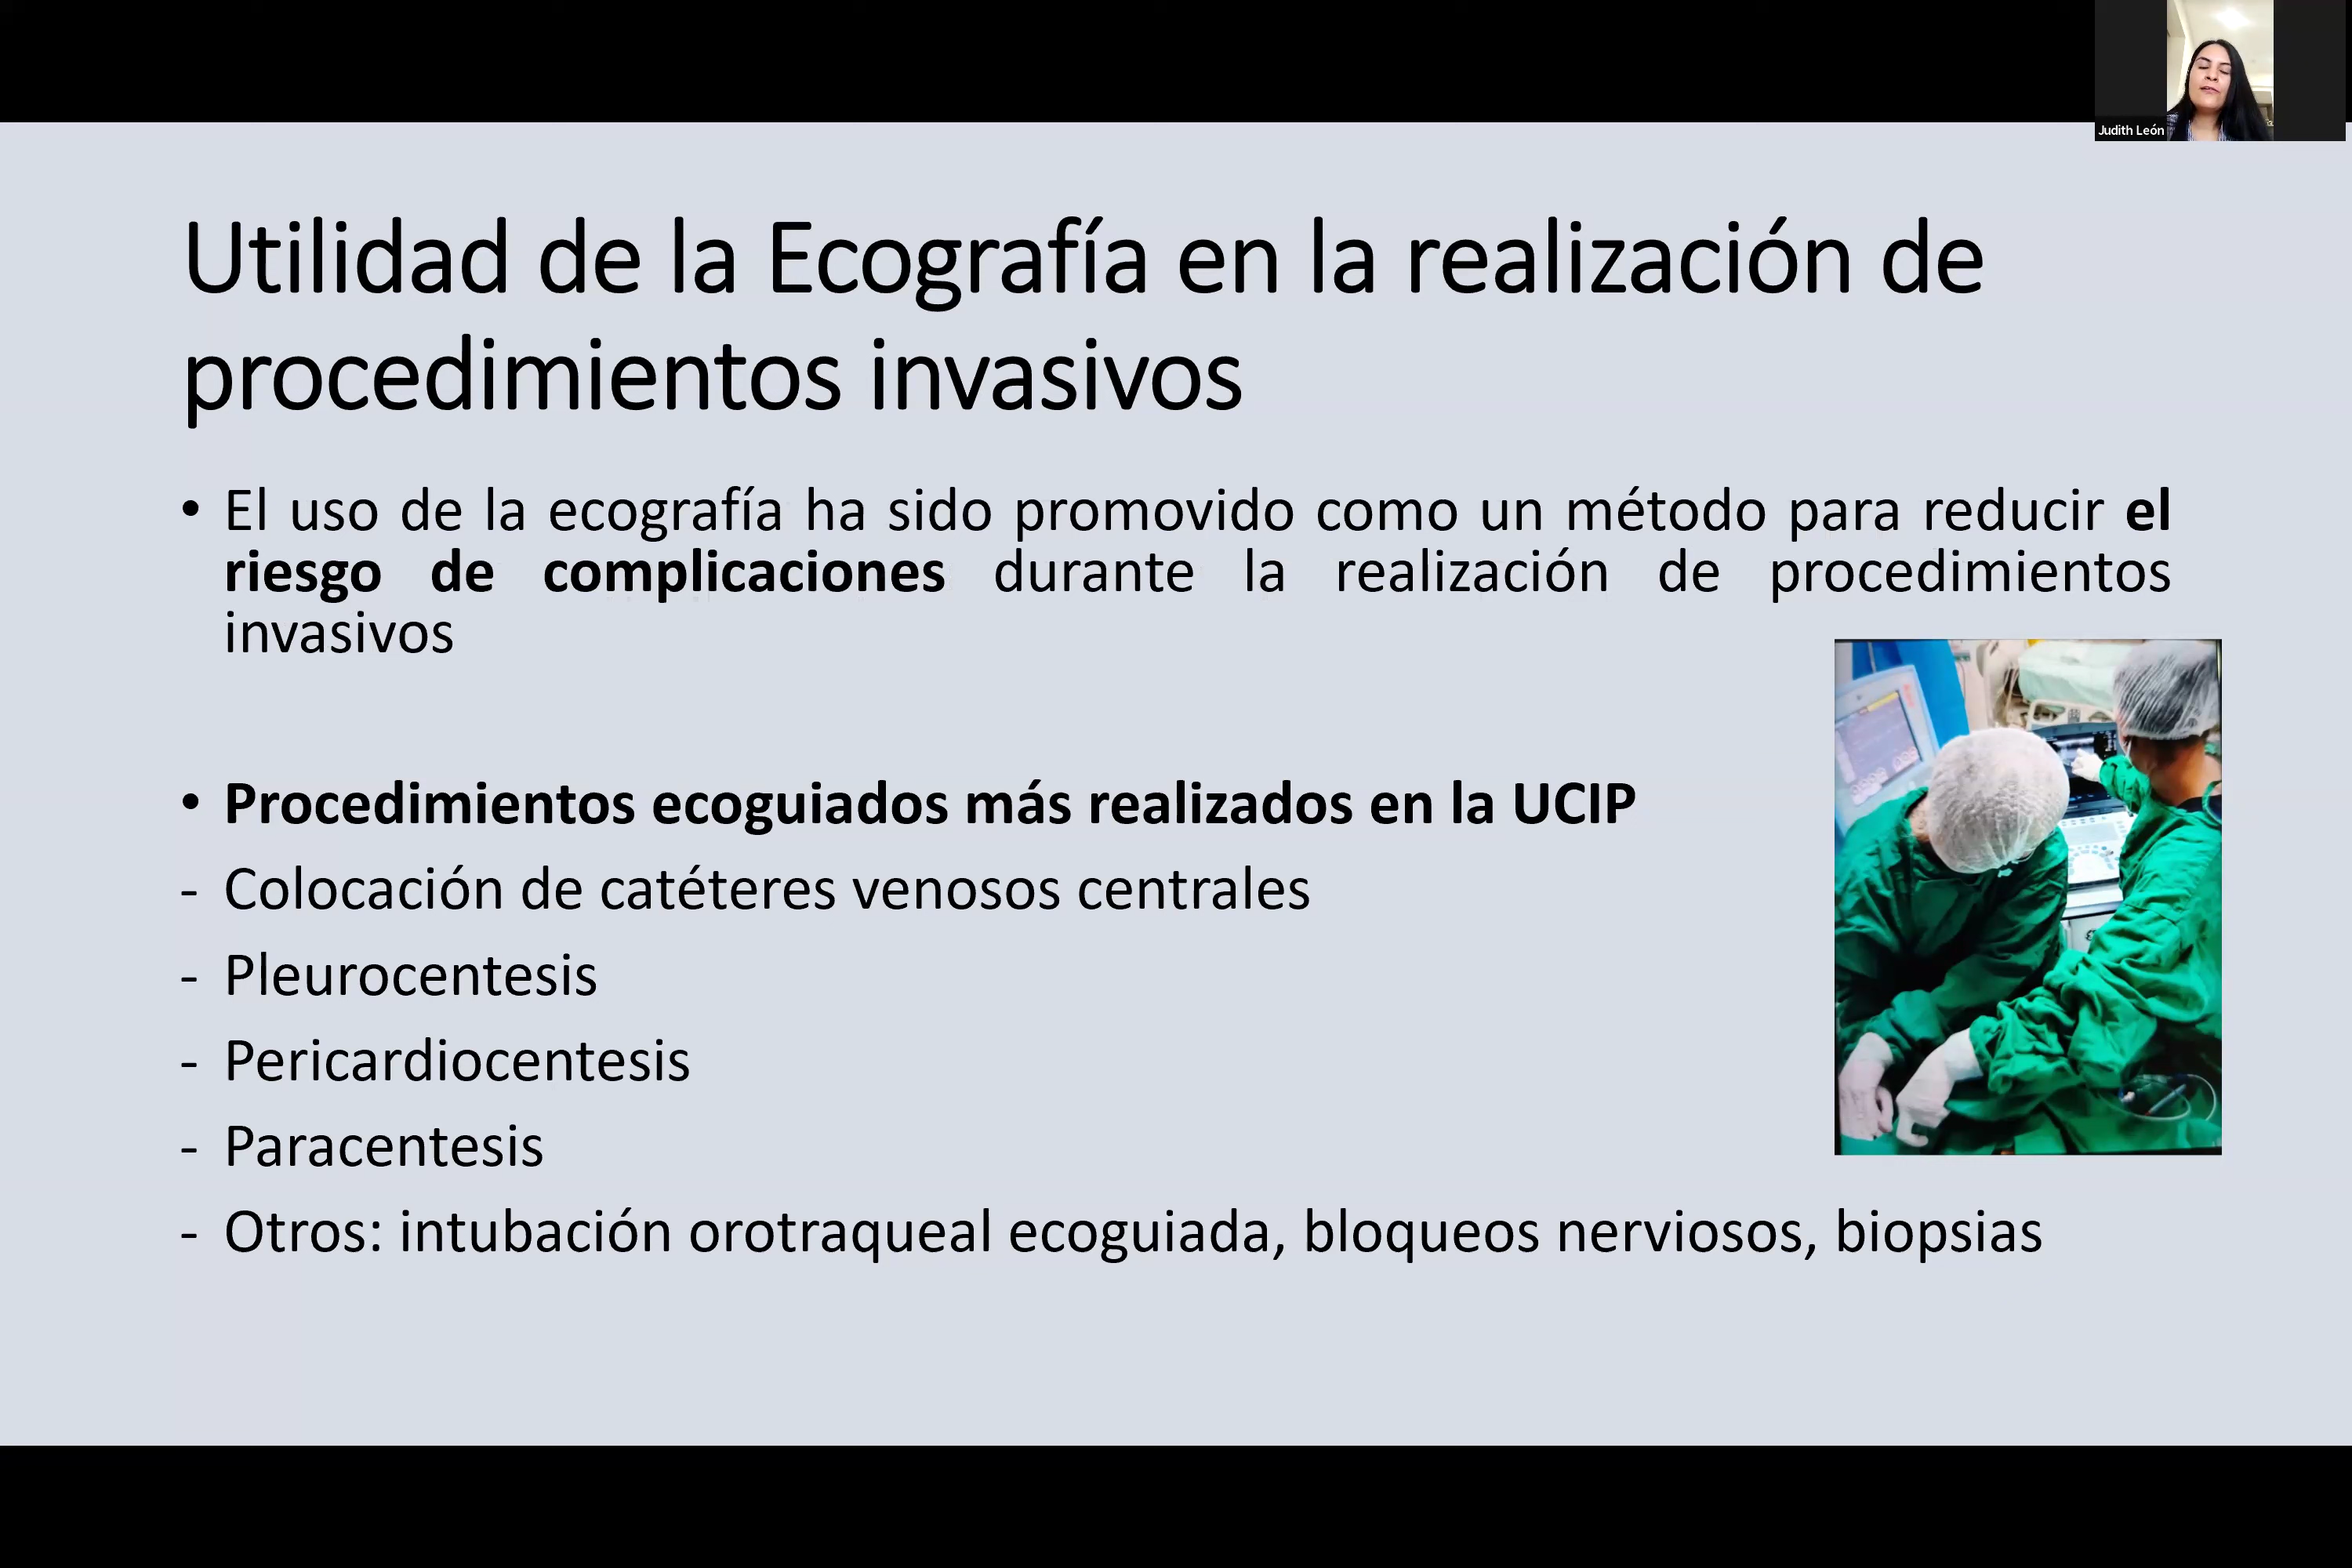 Judith León
Utilidad de la Ecografía en la realización de
procedimientos invasivos
• El uso de la ecografía ha sido promovido como un método para reducir el
riesgo de complicaciones durante la realización de procedimientos
invasivos
• Procedimientos ecoguiados más realizados en la UCIP
- Colocación de catéteres venosos centrales
- Pleurocentesis
- Pericardiocentesis
- Paracentesis
- Otros: intubación orotraqueal ecoguiada, bloqueos nerviosos, biopsias